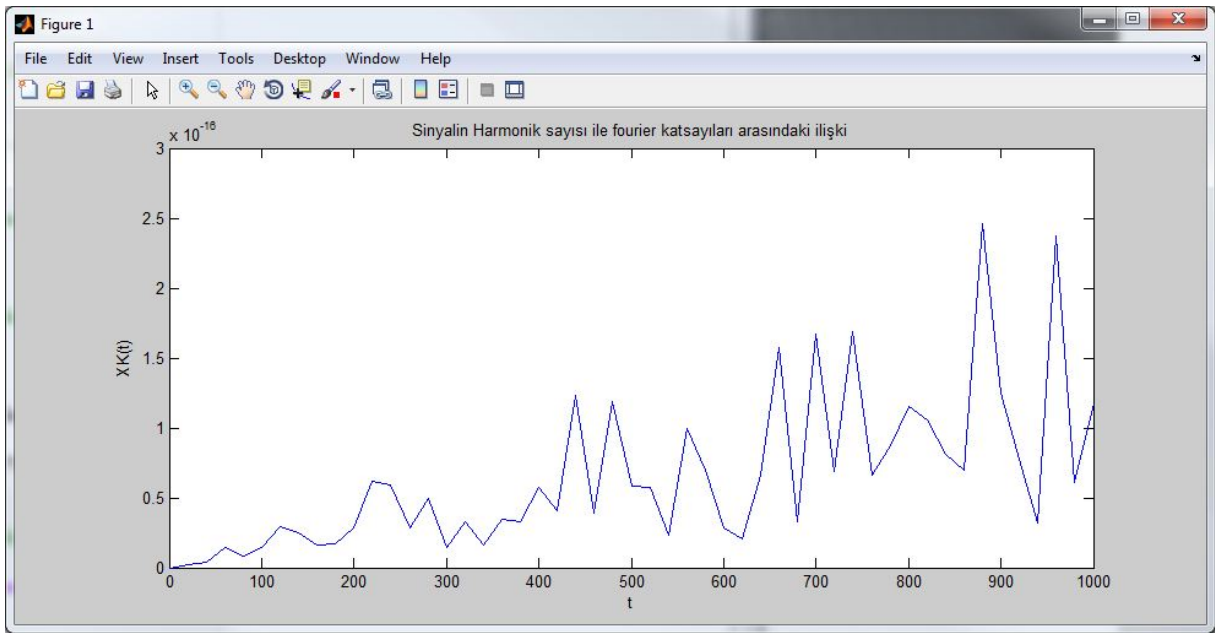 Figure 1
File Edit View Insert Tools Desktop Window Help
x 10^-16
Sinyalin Harmonik sayısı ile fourier katsayıları arasındaki ilişki
3
2.5
2
1.5
1
0.5
0
XK(t)
0 100 200 300 400 500 600 700 800 900 1000
t